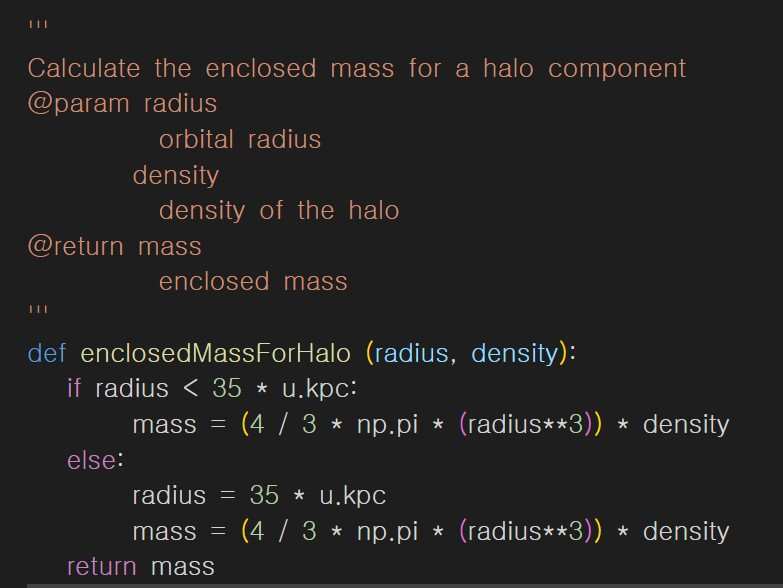 '''
Calculate the enclosed mass for a halo component
@param radius
            orbital radius
        density
            density of the halo
@return mass
            enclosed mass
'''
def enclosedMassForHalo (radius, density):
    if radius < 35 * u.kpc:
        mass = (4 / 3 * np.pi * (radius**3)) * density
    else:
        radius = 35 * u.kpc
        mass = (4 / 3 * np.pi * (radius**3)) * density
    return mass